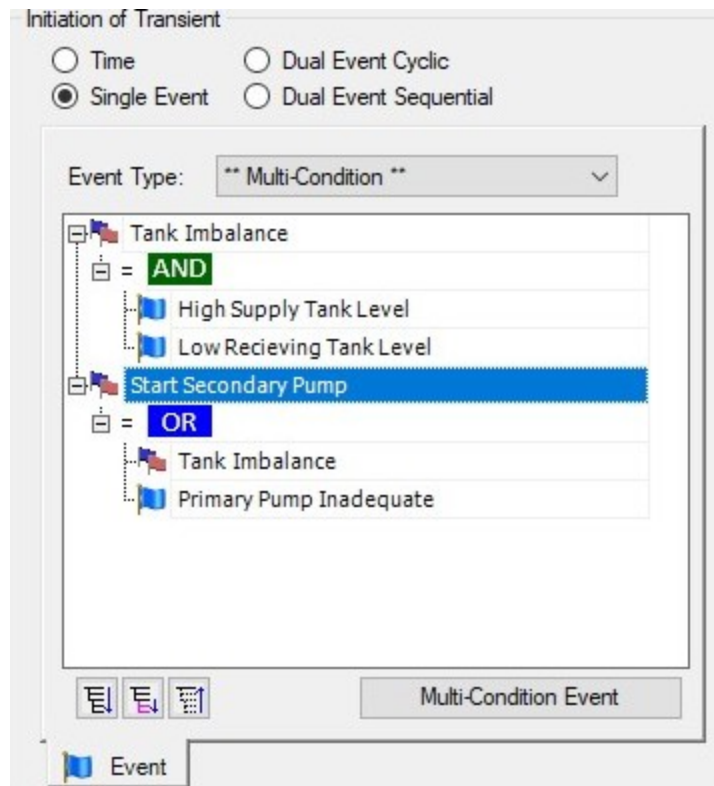 Initiation of Transient
Time Dual Event Cyclic
Single Event Dual Event Sequential
Event Type: ** Multi-Condition **
Tank Imbalance
= AND
High Supply Tank Level
Low Recieving Tank Level
Start Secondary Pump
= OR
Tank Imbalance
Primary Pump Inadequate
Multi-Condition Event
Event